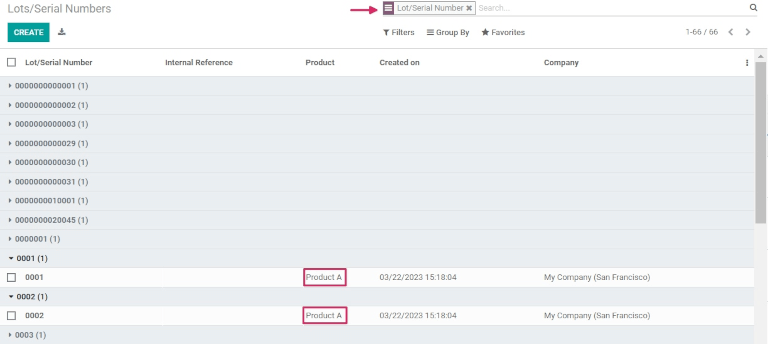 Lots/Serial Numbers
Lot/Serial Number ✖ Search...
CREATE
Filters Group By Favorites 1-66 / 66
Lot/Serial Number Internal Reference Product Created on Company
0000000000001 (1)
0000000000002 (1)
0000000000003 (1)
0000000000029 (1)
0000000000030 (1)
0000000000031 (1)
0000000010001 (1)
0000000020045 (1)
0000001 (1)
0001 (1)
0001 Product A 03/22/2023 15:18:04 My Company (San Francisco)
0002 (1)
0002 Product A 03/22/2023 15:18:04 My Company (San Francisco)
0003 (1)